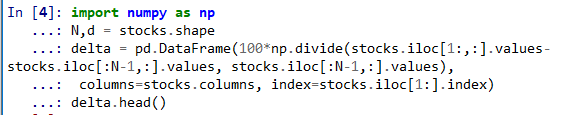 In [4]: import numpy as np
...: N,d = stocks.shape
...: delta = pd.DataFrame(100*np.divide(stocks.iloc[1:,:].values-
stocks.iloc[:N-1,:].values, stocks.iloc[:N-1,:].values),
...:  columns=stocks.columns, index=stocks.iloc[1:].index)
...: delta.head()